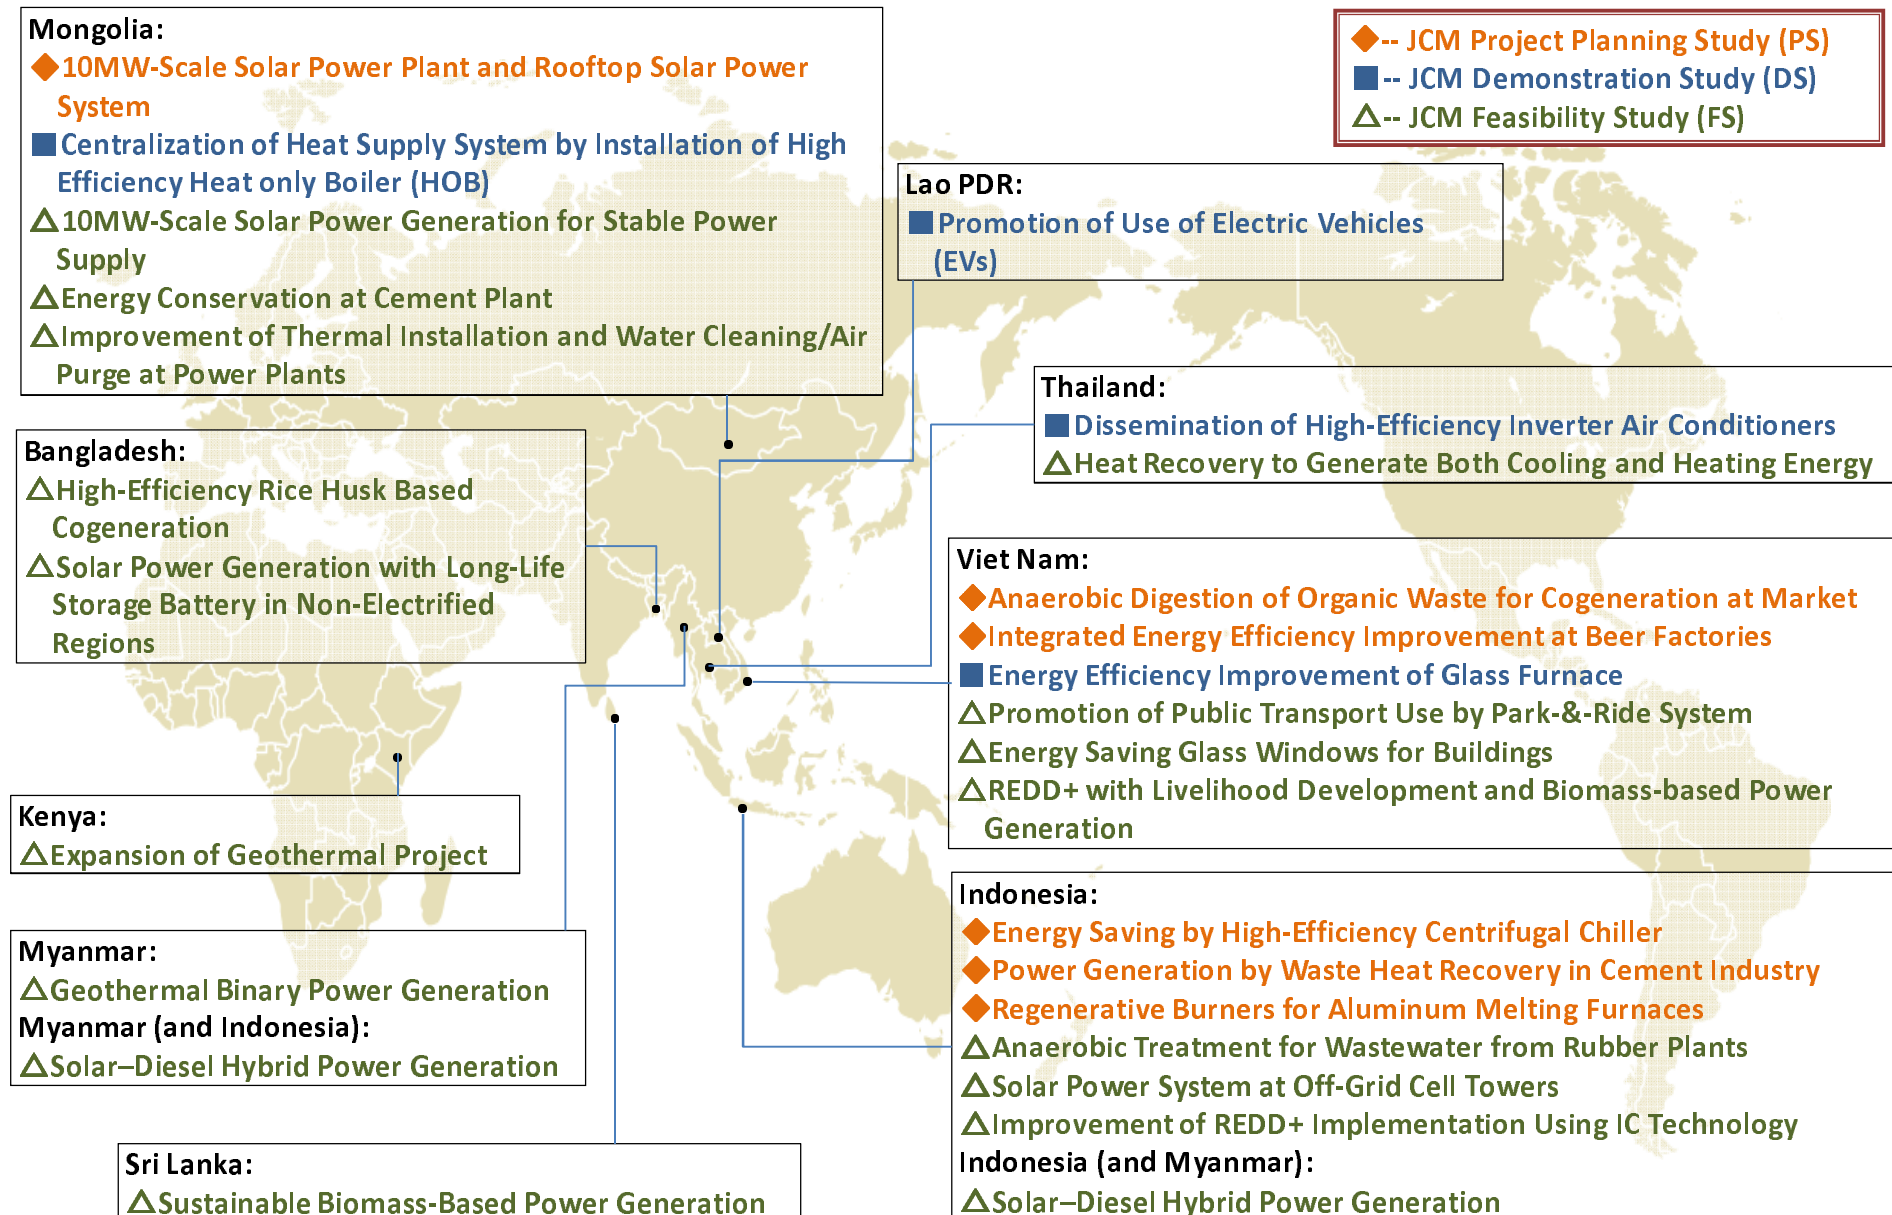 Mongolia:
◆10MW-Scale Solar Power Plant and Rooftop Solar Power
System
■Centralization of Heat Supply System by Installation of High
Efficiency Heat only Boiler (HOB)
△10MW-Scale Solar Power Generation for Stable Power
Supply
△Energy Conservation at Cement Plant
△Improvement of Thermal Installation and Water Cleaning/Air
Purge at Power Plants
◆-- JCM Project Planning Study (PS)
■-- JCM Demonstration Study (DS)
△-- JCM Feasibility Study (FS)
Lao PDR:
■Promotion of Use of Electric Vehicles
(EVs)
Thailand:
■Dissemination of High-Efficiency Inverter Air Conditioners
△Heat Recovery to Generate Both Cooling and Heating Energy
Bangladesh:
△High-Efficiency Rice Husk Based
Cogeneration
△Solar Power Generation with Long-Life
Storage Battery in Non-Electrified
Regions
Viet Nam:
◆Anaerobic Digestion of Organic Waste for Cogeneration at Market
◆Integrated Energy Efficiency Improvement at Beer Factories
■Energy Efficiency Improvement of Glass Furnace
△Promotion of Public Transport Use by Park-&-Ride System
△Energy Saving Glass Windows for Buildings
△REDD+ with Livelihood Development and Biomass-based Power
Generation
Kenya:
△Expansion of Geothermal Project
Myanmar:
△Geothermal Binary Power Generation
Myanmar (and Indonesia):
△Solar–Diesel Hybrid Power Generation
Indonesia:
◆Energy Saving by High-Efficiency Centrifugal Chiller
◆Power Generation by Waste Heat Recovery in Cement Industry
◆Regenerative Burners for Aluminum Melting Furnaces
△Anaerobic Treatment for Wastewater from Rubber Plants
△Solar Power System at Off-Grid Cell Towers
△Improvement of REDD+ Implementation Using IC Technology
Indonesia (and Myanmar):
△Solar–Diesel Hybrid Power Generation
Sri Lanka:
△Sustainable Biomass-Based Power Generation